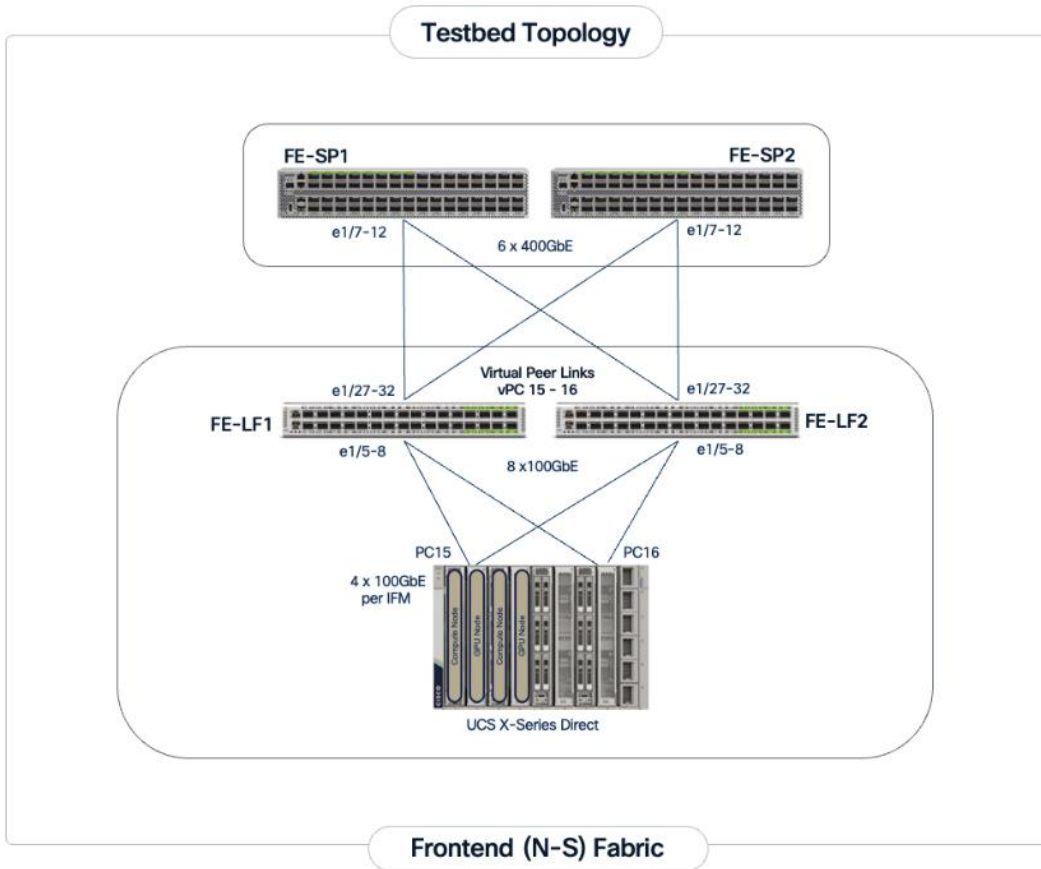 Testbed Topology
FE-SP1
FE-SP2
e1/7-12
e1/7-12
6 x 400GbE
Virtual Peer Links
vPC 15 - 16
e1/27-32
e1/27-32
FE-LF1
FE-LF2
e1/5-8
e1/5-8
8 x100GbE
PC15
PC16
4 x 100GbE
per IFM
Compute Node
GPU Node
Compute Node
GPU Node
CISCO
UCS X-Series Direct
Frontend (N-S) Fabric